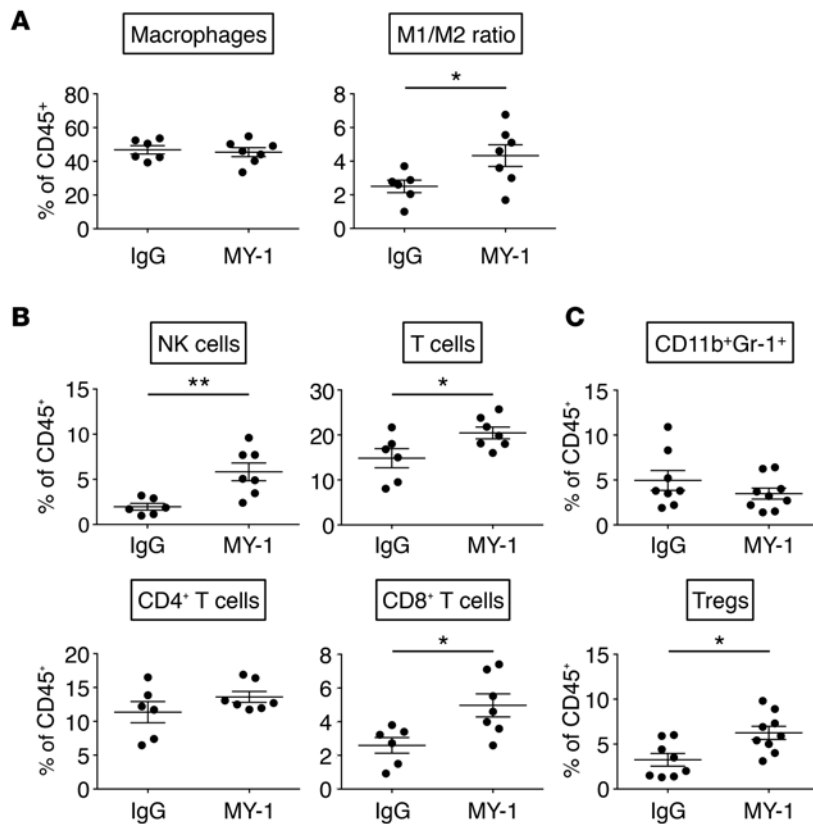 A
Macrophages
M1/M2 ratio
% of CD45⁺
80
60
40
20
0
IgG
MY-1
*
8
6
4
2
0
IgG
MY-1
B
NK cells
T cells
C
CD11b⁺Gr-1⁺
% of CD45⁺
**
15
10
5
0
IgG
MY-1
*
30
20
10
0
IgG
MY-1
% of CD45⁺
15
10
5
0
IgG
MY-1
CD4⁺ T cells
CD8⁺ T cells
Tregs
% of CD45⁺
20
15
10
5
0
IgG
MY-1
*
8
6
4
2
0
IgG
MY-1
% of CD45⁺
*
15
10
5
0
IgG
MY-1